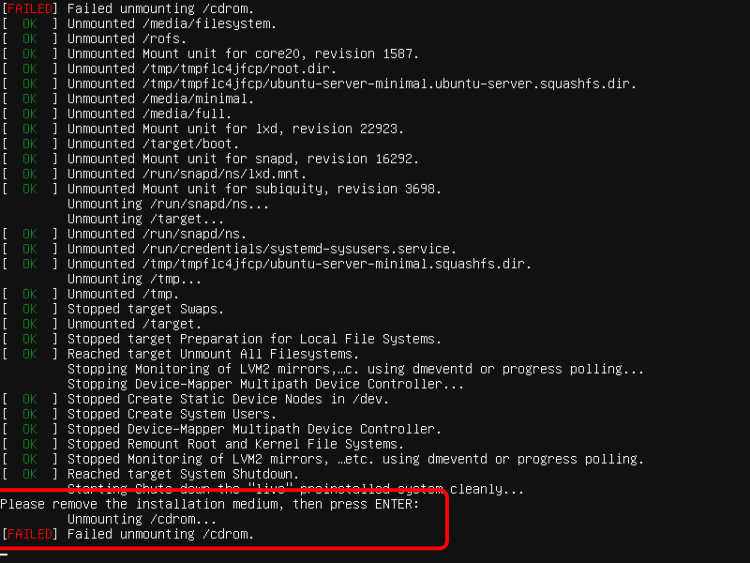 [FAILED] Failed unmounting /cdrom.
[  OK  ] Unmounted /media/filesystem.
[  OK  ] Unmounted /rofs.
[  OK  ] Unmounted Mount unit for core20, revision 1587.
[  OK  ] Unmounted /tmp/tmpflc4jfcp/root.dir.
[  OK  ] Unmounted /tmp/tmpflc4jfcp/ubuntu-server-minimal.ubuntu-server.squashfs.dir.
[  OK  ] Unmounted /media/minimal.
[  OK  ] Unmounted /media/full.
[  OK  ] Unmounted Mount unit for lxd, revision 22923.
[  OK  ] Unmounted /target/boot.
[  OK  ] Unmounted Mount unit for snapd, revision 16292.
[  OK  ] Unmounted /run/snapd/ns/lxd.mnt.
[  OK  ] Unmounted Mount unit for subiquity, revision 3698.
         Unmounting /run/snapd/ns...
         Unmounting /target...
[  OK  ] Unmounted /run/snapd/ns.
[  OK  ] Unmounted /run/credentials/systemd-sysusers.service.
[  OK  ] Unmounted /tmp/tmpflc4jfcp/ubuntu-server-minimal.squashfs.dir.
         Unmounting /tmp...
[  OK  ] Unmounted /tmp.
[  OK  ] Stopped target Swaps.
[  OK  ] Unmounted /target.
[  OK  ] Stopped target Preparation for Local File Systems.
[  OK  ] Reached target Unmount All Filesystems.
         Stopping Monitoring of LVM2 mirrors,…c. using dmeventd or progress polling...
         Stopping Device-Mapper Multipath Device Controller...
[  OK  ] Stopped Create Static Device Nodes in /dev.
[  OK  ] Stopped Create System Users.
[  OK  ] Stopped Device-Mapper Multipath Device Controller.
[  OK  ] Stopped Remount Root and Kernel File Systems.
[  OK  ] Stopped Monitoring of LVM2 mirrors, …etc. using dmeventd or progress polling.
[  OK  ] Reached target System Shutdown.
         Starting Shuts down the "live" preinstalled system cleanly...
Please remove the installation medium, then press ENTER:
         Unmounting /cdrom...
[FAILED] Failed unmounting /cdrom.